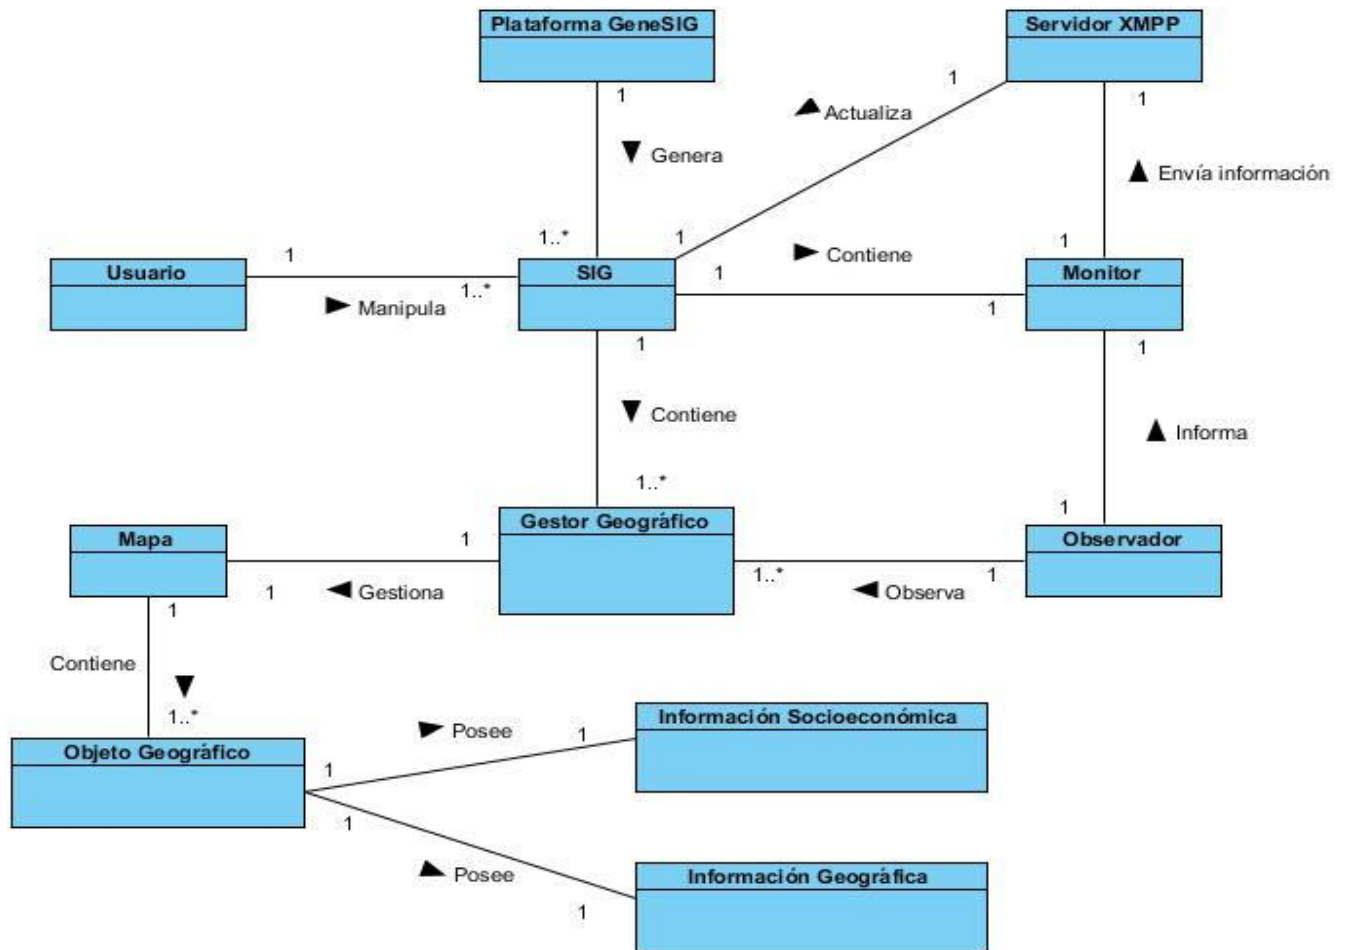 Plataforma GeneSIG
Servidor XMPP
1
1
1
Actualiza
Genera
Envía información
1..*
1
1
Contiene
Usuario
1
SIG
1
Monitor
1..*
1
Manipula
1
1
Contiene
Informa
1..*
1
Gestor Geográfico
Mapa
1
Observador
1
Gestiona
1..*
1
Observa
1
Contiene
1..*
Información Socioeconómica
Posee
1
Objeto Geográfico
1
1
Posee
Información Geográfica
1